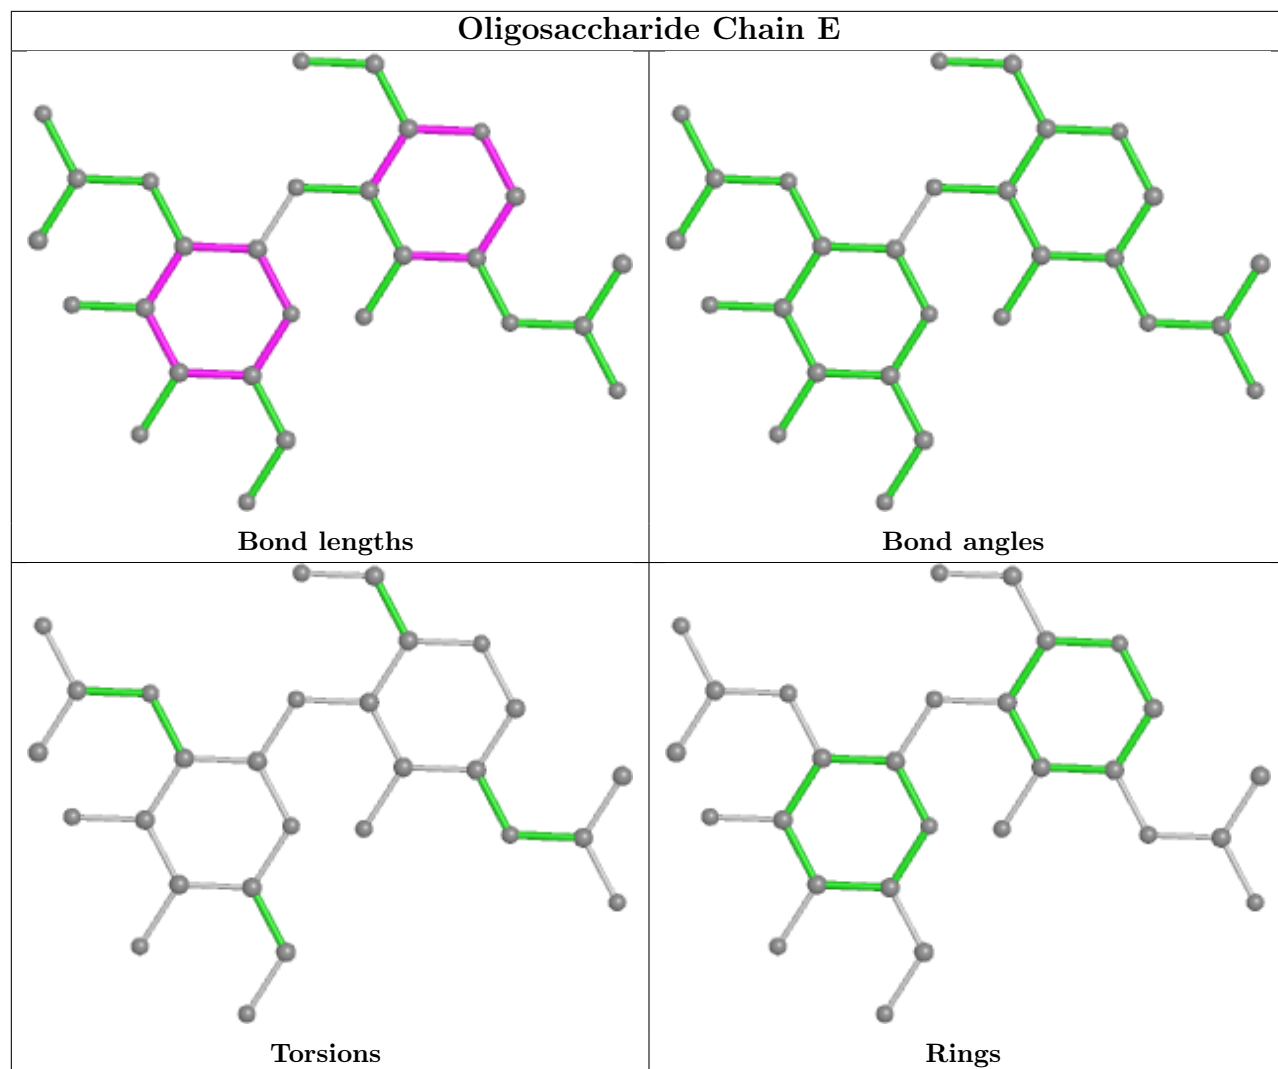 Oligosaccharide Chain E
Bond lengths
Bond angles
Torsions
Rings